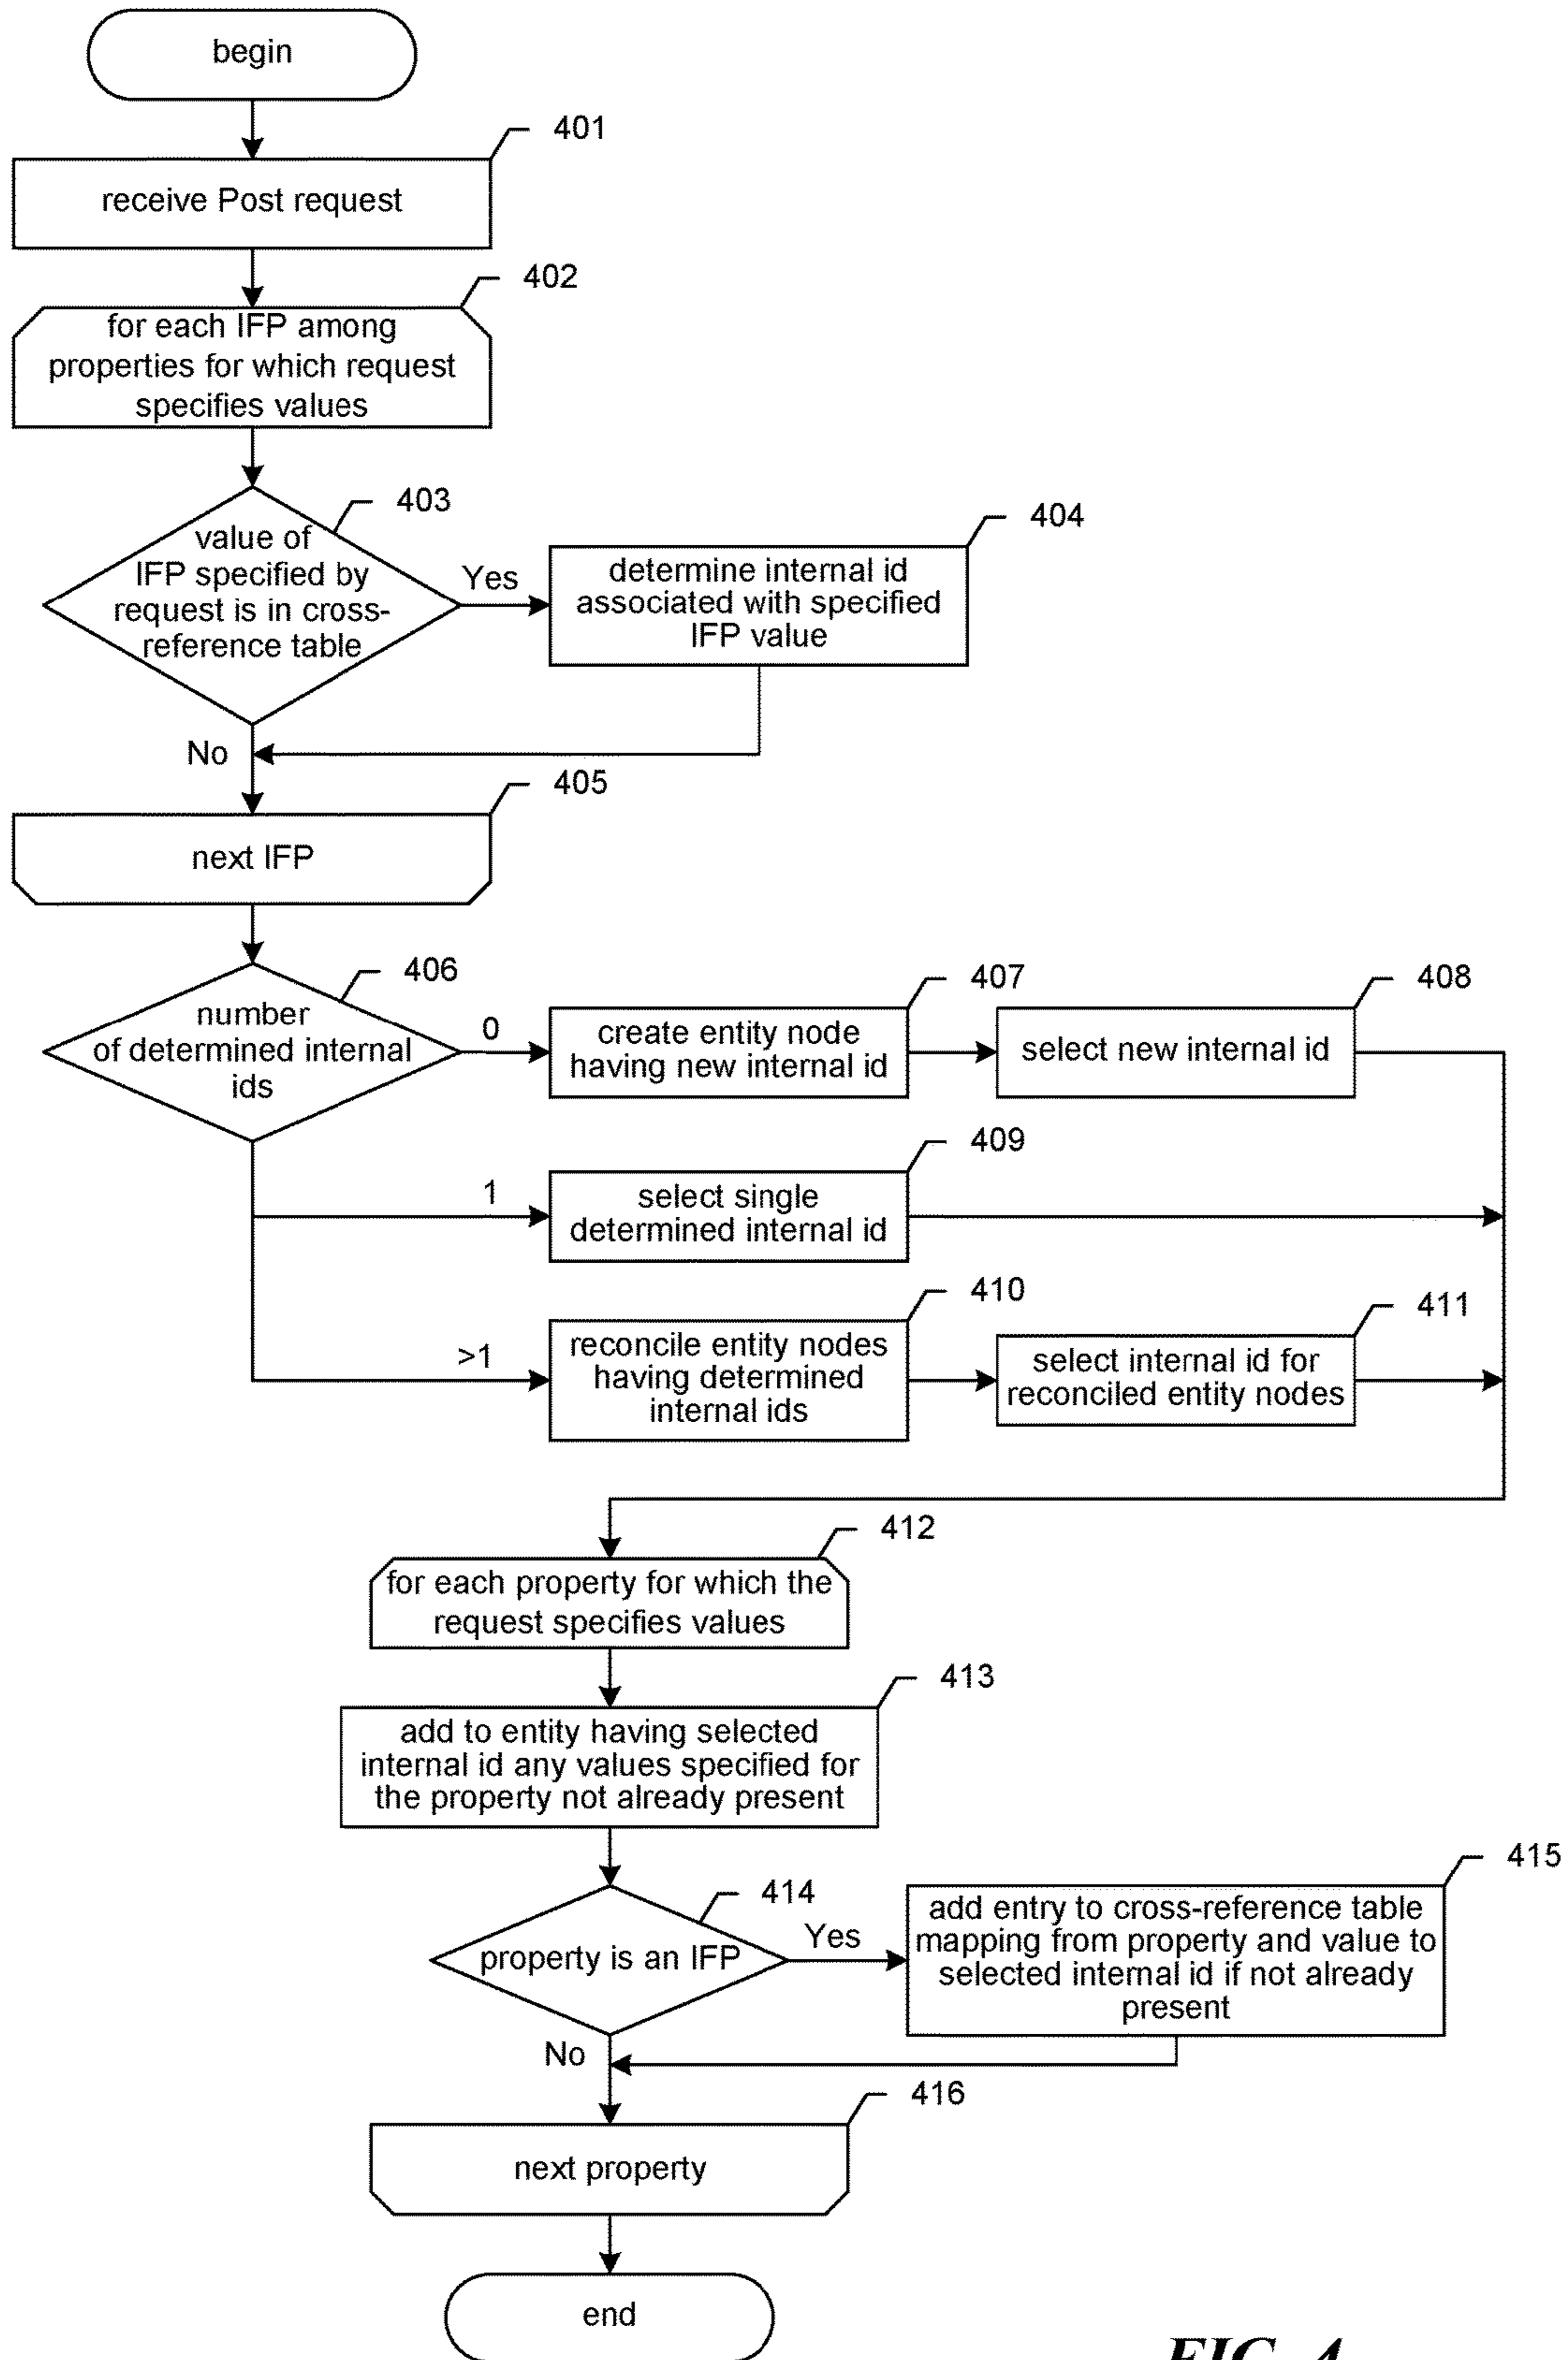 begin
401
receive Post request
402
for each IFP among
properties for which request
specifies values
403
value of
IFP specified by
request is in cross-
reference table
Yes
404
determine internal id
associated with specified
IFP value
No
405
next IFP
406
number
of determined internal
ids
0
407
create entity node
having new internal id
408
select new internal id
1
409
select single
determined internal id
>1
410
reconcile entity nodes
having determined
internal ids
411
select internal id for
reconciled entity nodes
412
for each property for which the
request specifies values
413
add to entity having selected
internal id any values specified for
the property not already present
414
property is an IFP
Yes
415
add entry to cross-reference table
mapping from property and value to
selected internal id if not already
present
No
416
next property
end
FIG. 4